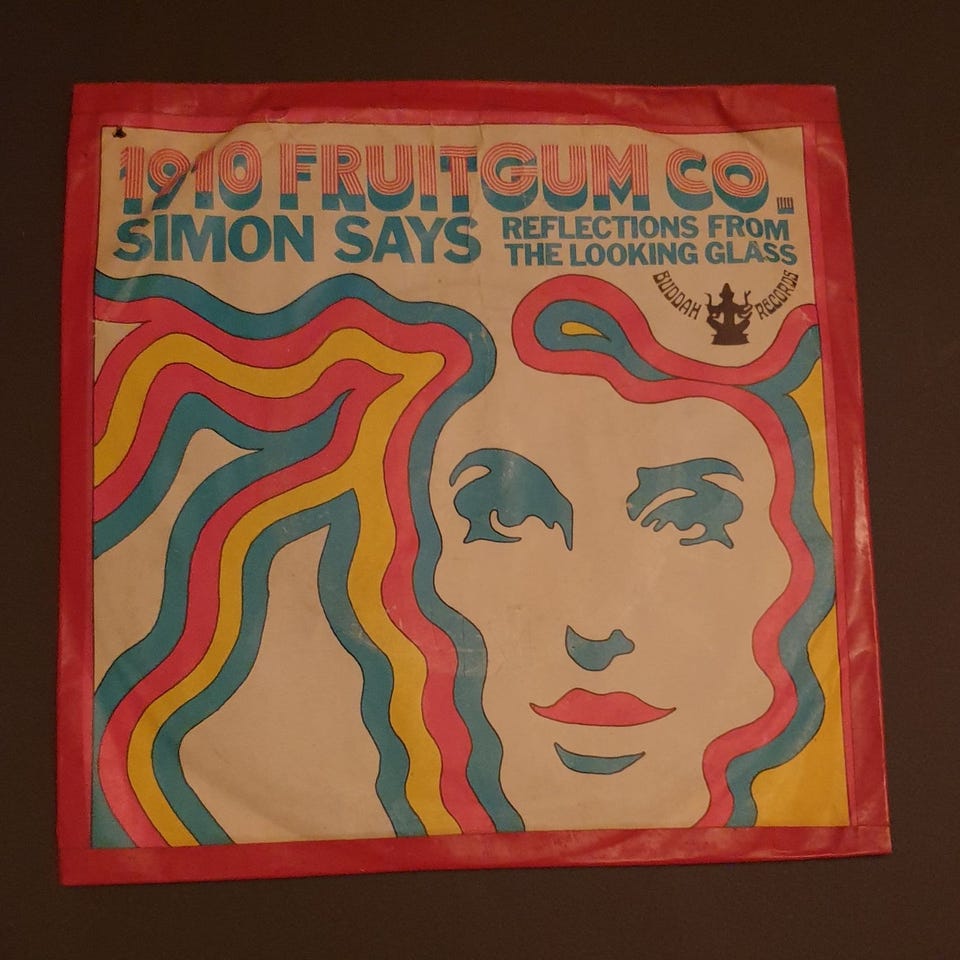 1910 FRUITGUM CO.
SIMON SAYS
REFLECTIONS FROM
THE LOOKING GLASS
BUDDAH RECORDS